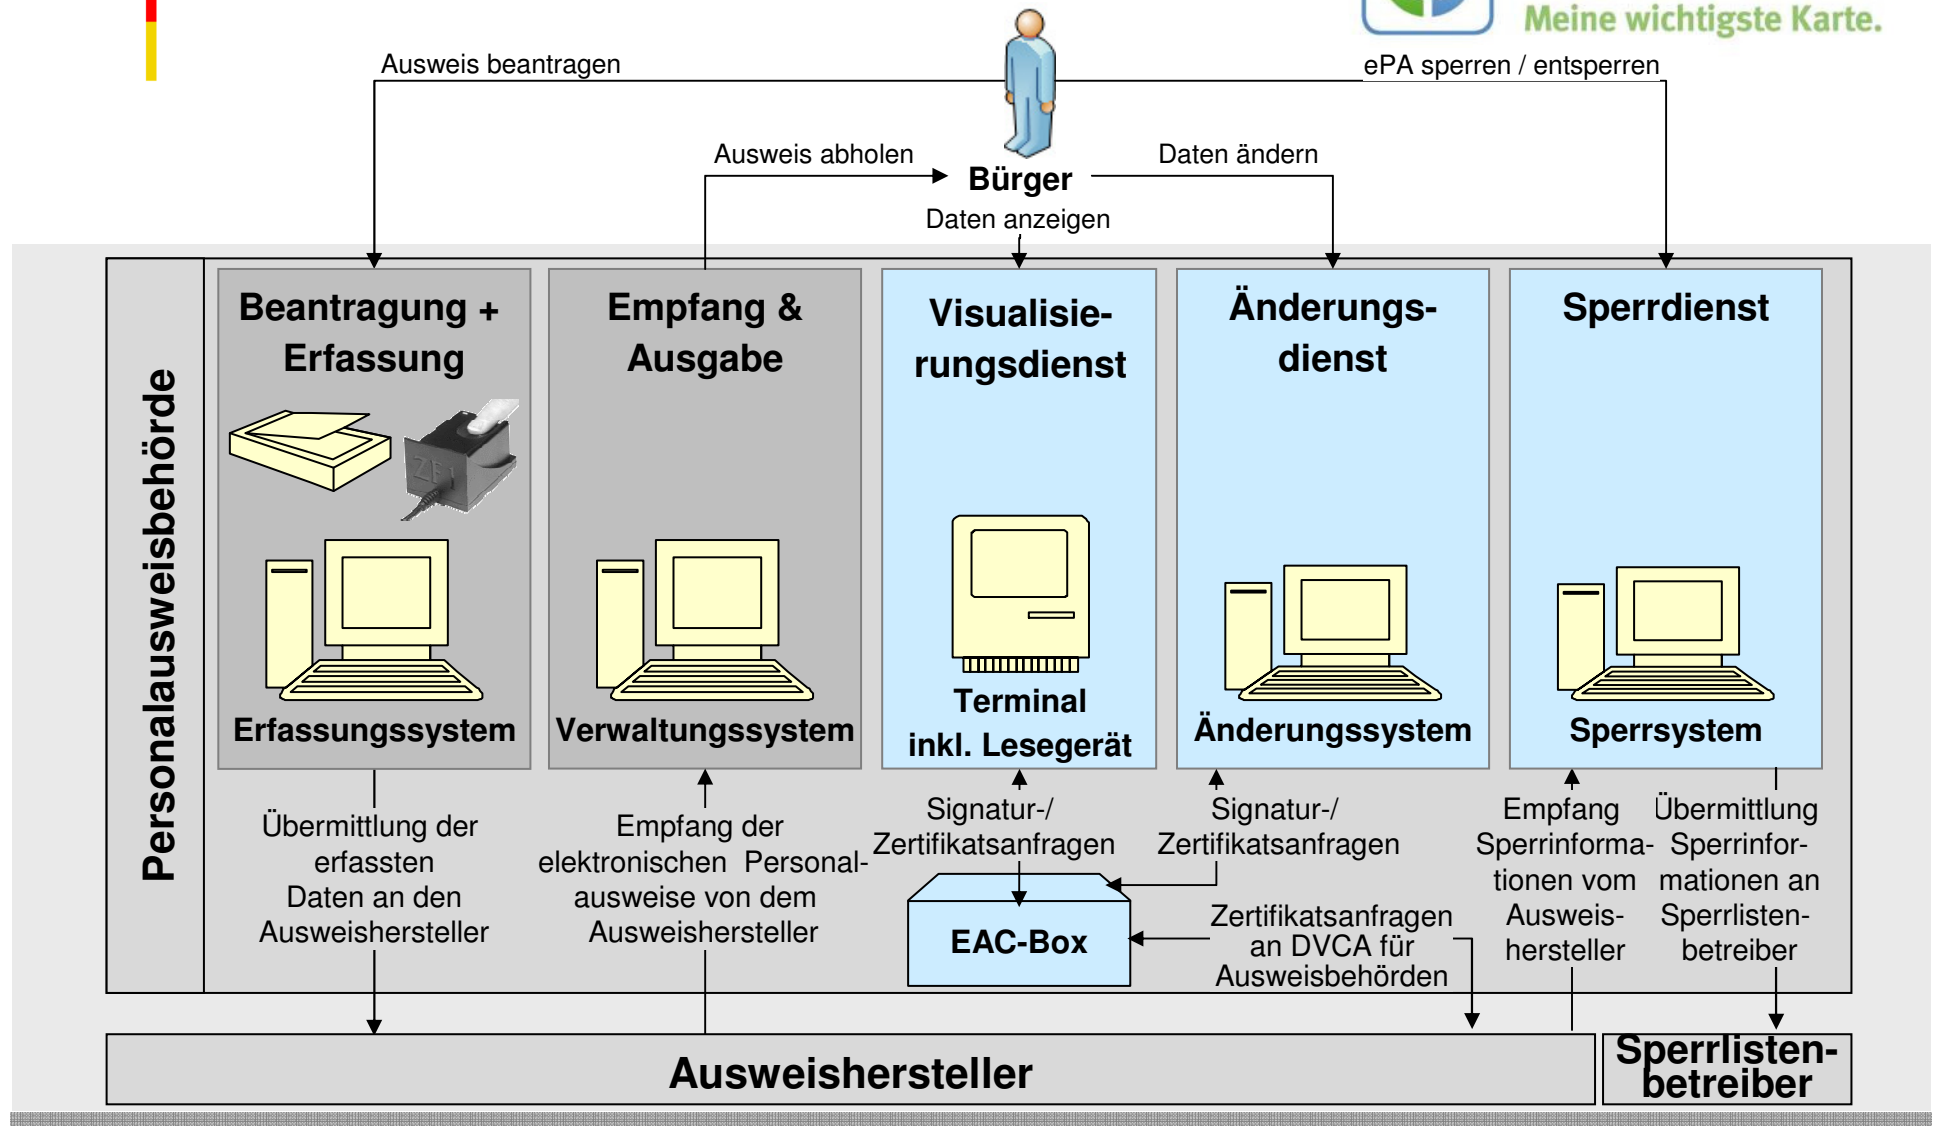 Meine wichtigste Karte.
Ausweis beantragen
ePA sperren / entsperren
Ausweis abholen
Daten ändern
Bürger
Daten anzeigen
Personalausweisbehörde
Beantragung +
Erfassung
ZF1
Erfassungssystem
Empfang &
Ausgabe
Verwaltungssystem
Visualisie-
rungsdienst
Terminal
inkl. Lesegerät
Änderungs-
dienst
Änderungssystem
Sperrdienst
Sperrsystem
Übermittlung der
erfassten
Daten an den
Ausweishersteller
Empfang der
elektronischen Personal-
ausweise von dem
Ausweishersteller
Signatur-/
Zertifikatsanfragen
Signatur-/
Zertifikatsanfragen
EAC-Box
Zertifikatsanfragen
an DVCA für
Ausweisbehörden
Empfang
Sperrinforma-
tionen vom
Ausweis-
hersteller
Übermittlung
Sperrinfor-
mationen an
Sperrlisten-
betreiber
Ausweishersteller
Sperrlisten-
betreiber